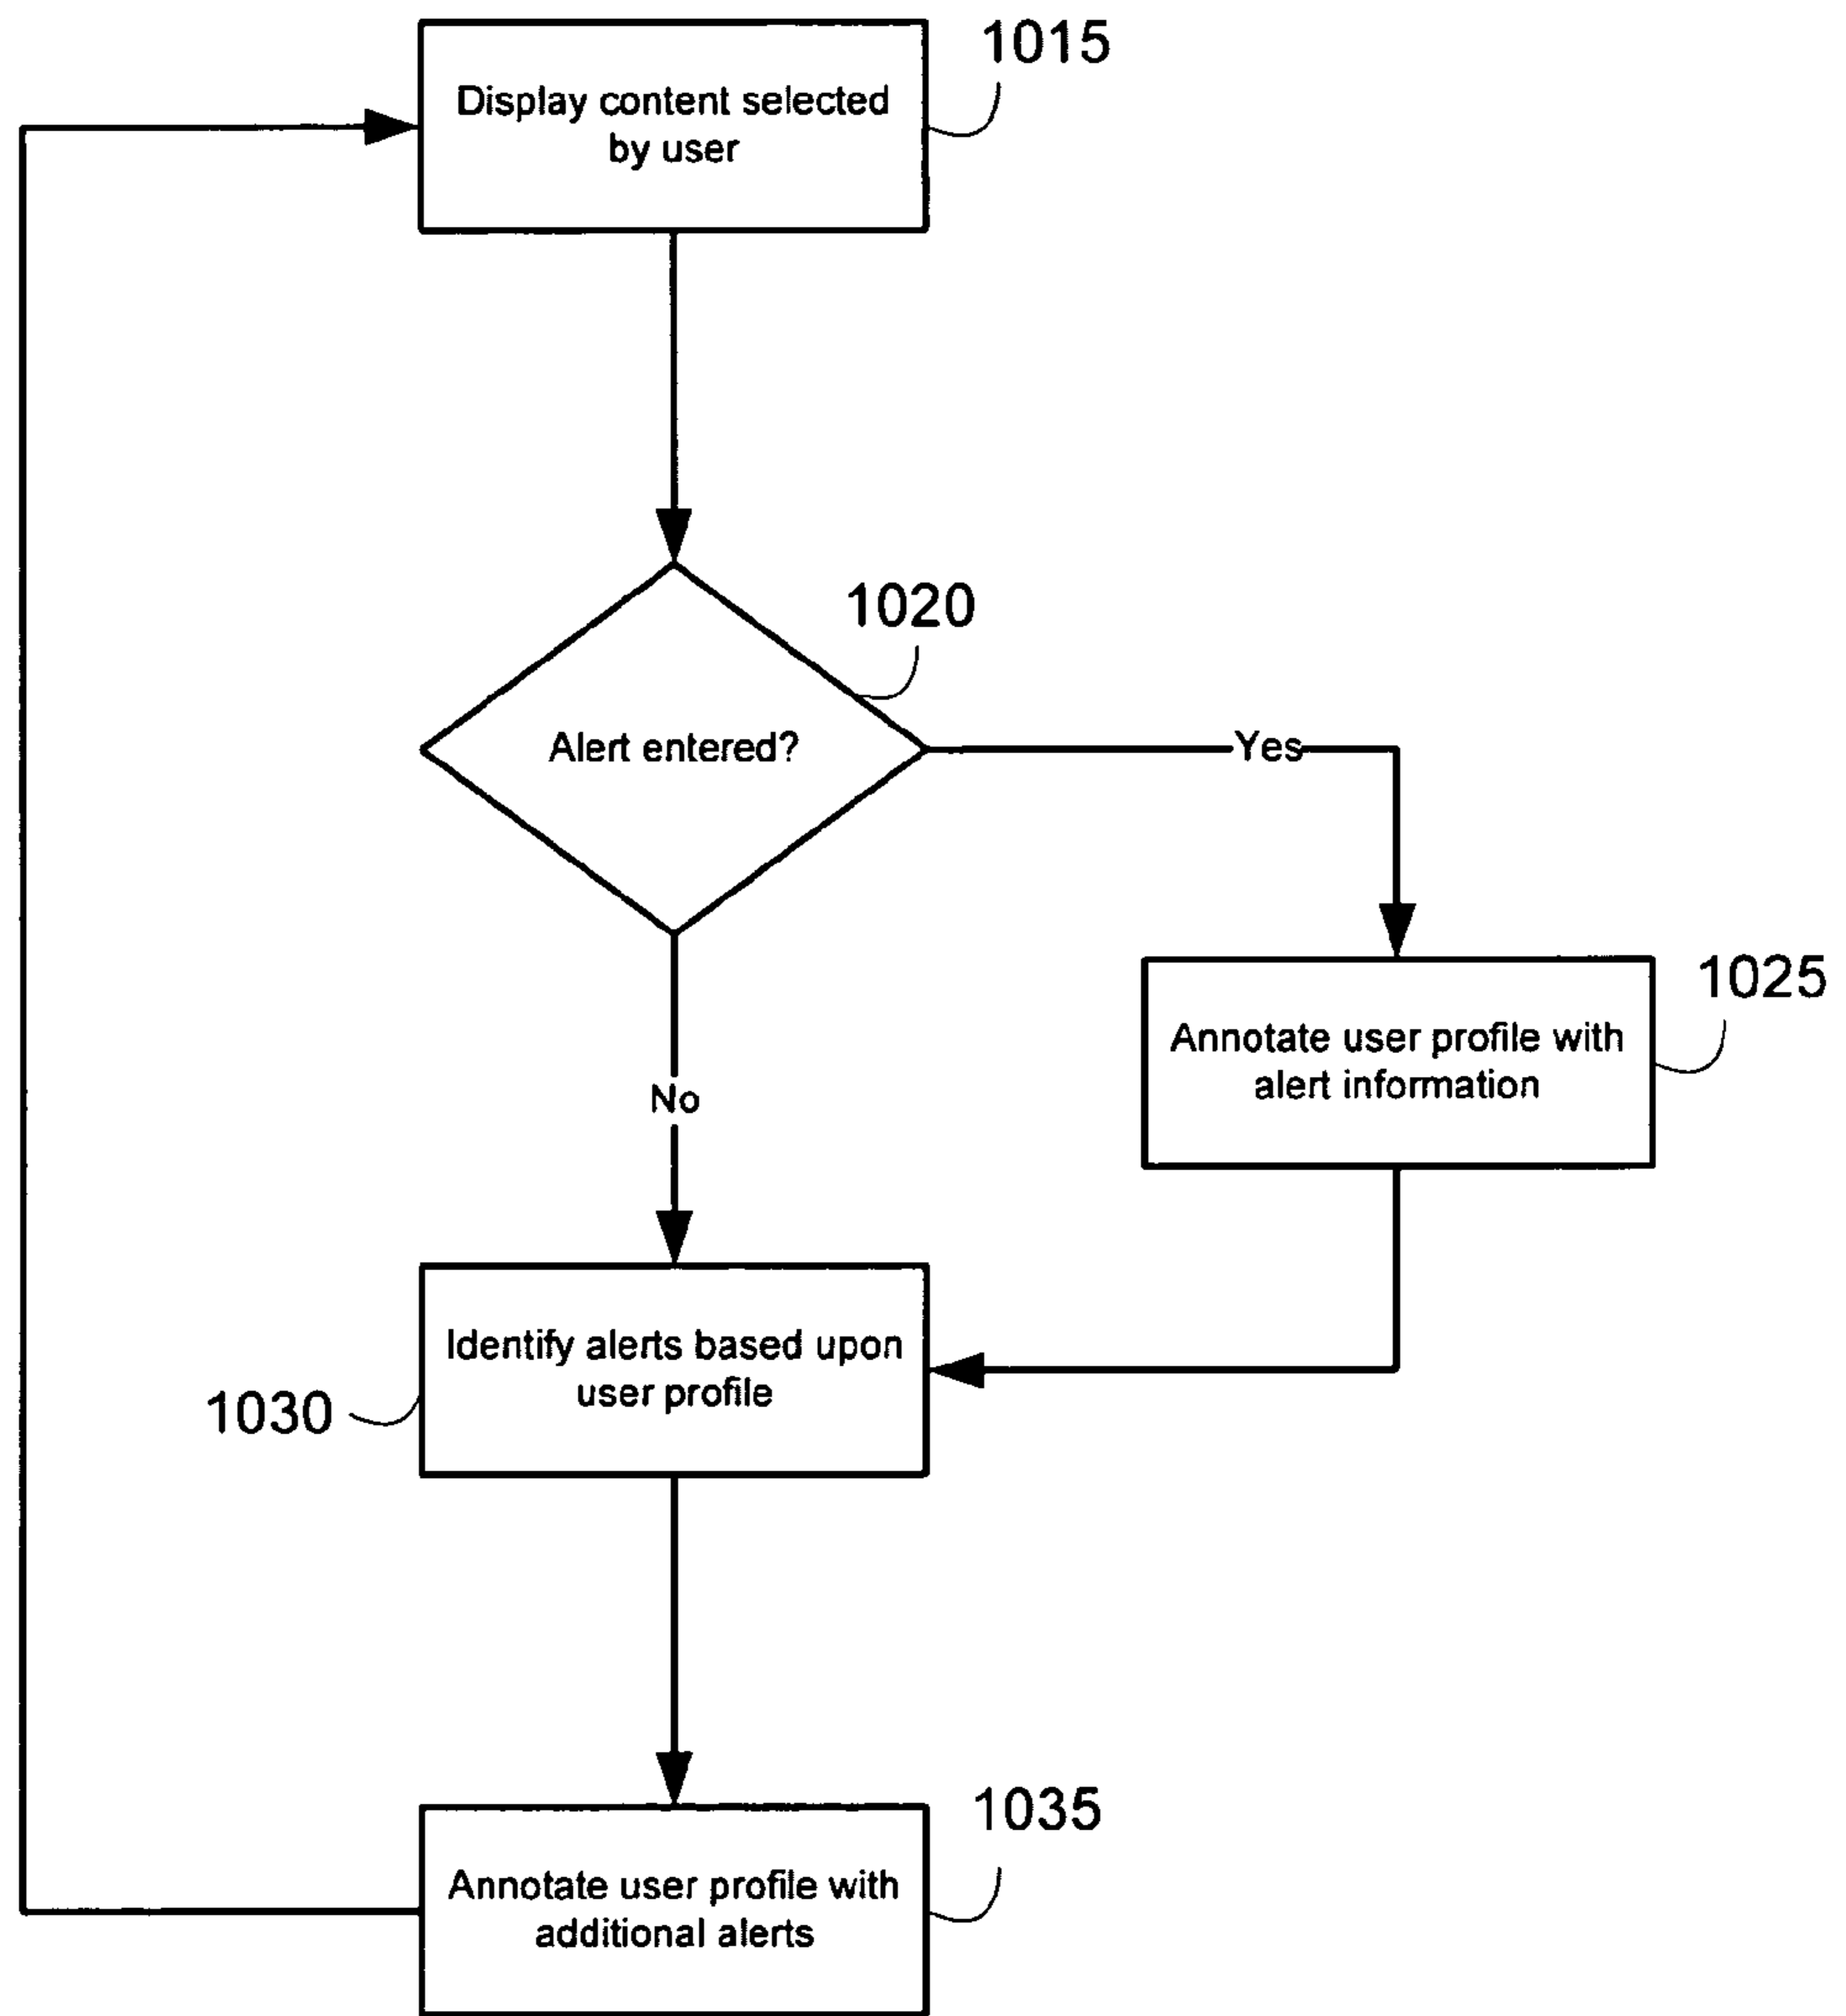 1015
Display content selected
by user
1020
Alert entered?
Yes
1025
Annotate user profile with
alert information
No
Identify alerts based upon
user profile
1030
1035
Annotate user profile with
additional alerts